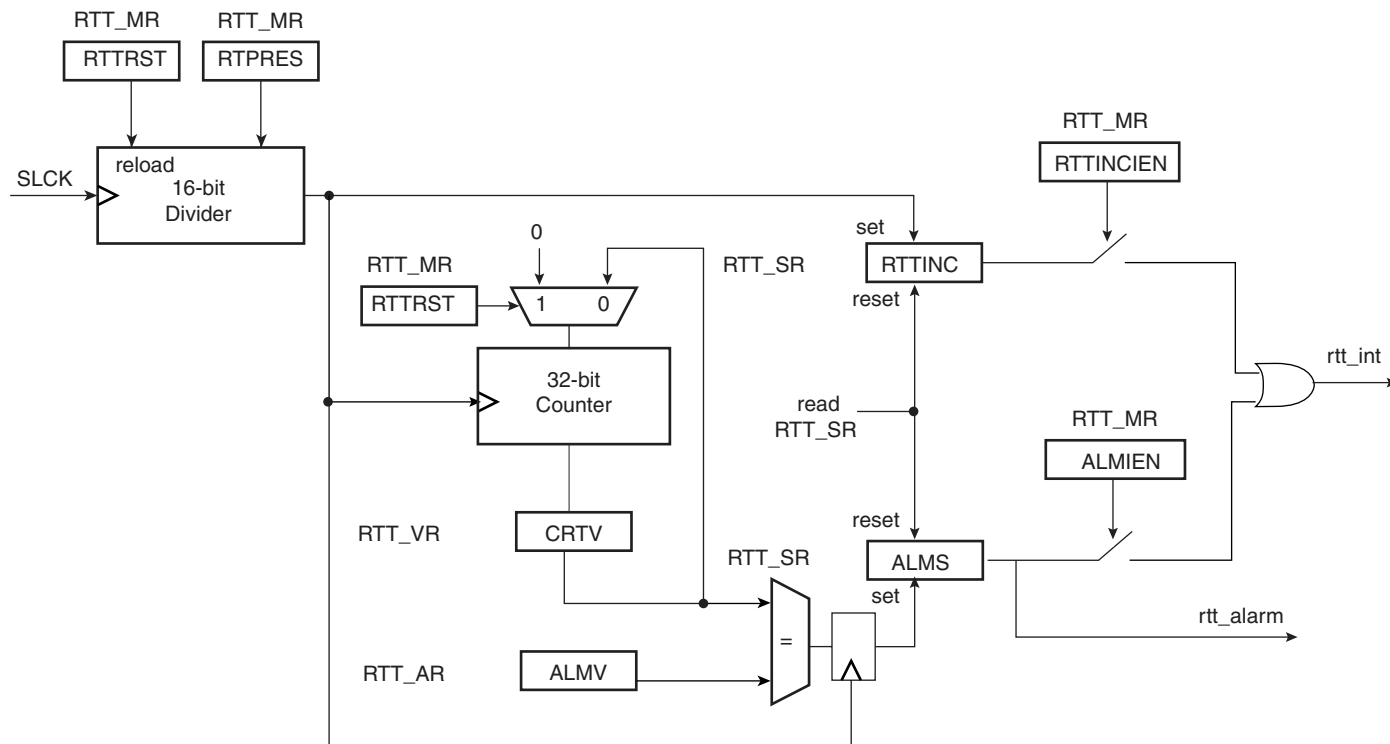 RTT_MR
RTT_MR
RTTRST
RTPRES
SLCK
reload
16-bit
Divider
RTT_MR
RTTINCIEN
0
RTT_MR
RTTRST
1
0
RTT_SR
set
RTTINC
reset
32-bit
Counter
rtt_int
read
RTT_SR
RTT_MR
ALMIEN
RTT_VR
CRTV
reset
RTT_SR
ALMS
set
rtt_alarm
=
RTT_AR
ALMV